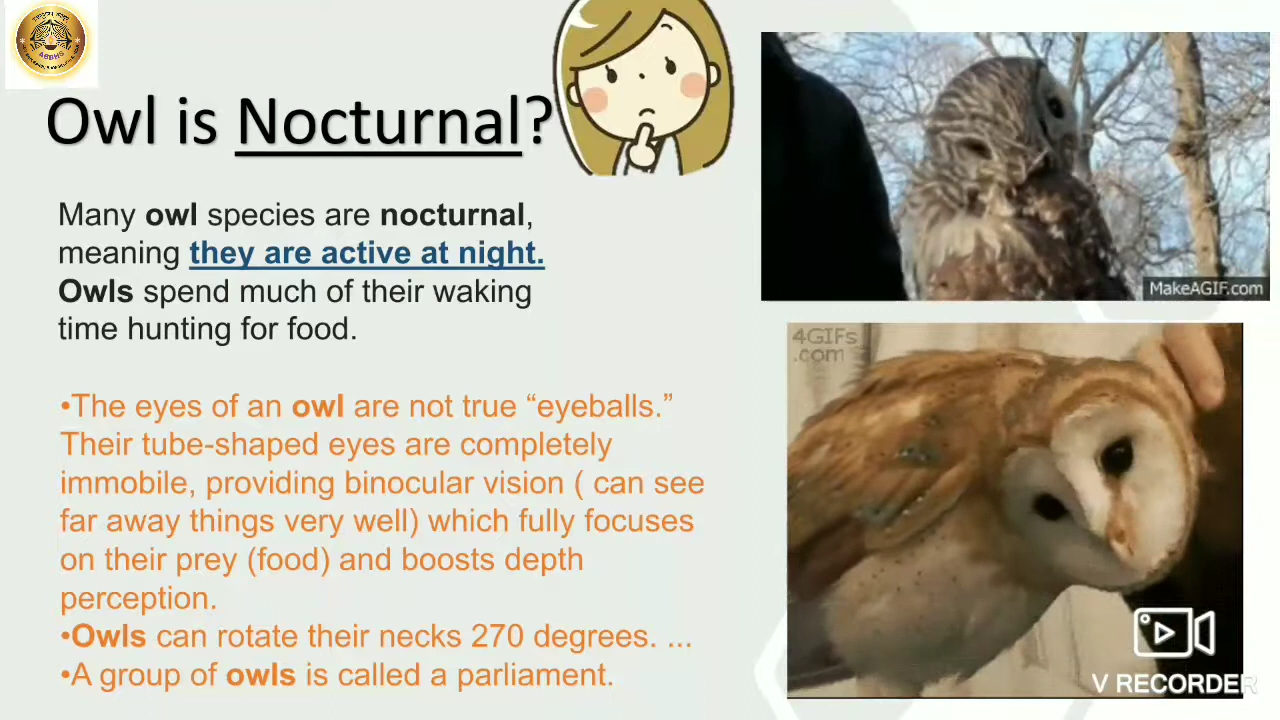 Owl is Nocturnal?
Many owl species are nocturnal,
meaning they are active at night.
Owls spend much of their waking
time hunting for food.
•The eyes of an owl are not true “eyeballs.”
Their tube-shaped eyes are completely
immobile, providing binocular vision ( can see
far away things very well) which fully focuses
on their prey (food) and boosts depth
perception.
•Owls can rotate their necks 270 degrees. ...
•A group of owls is called a parliament.
MakeAGIF.com
4GIFs
.com
V RECORDER